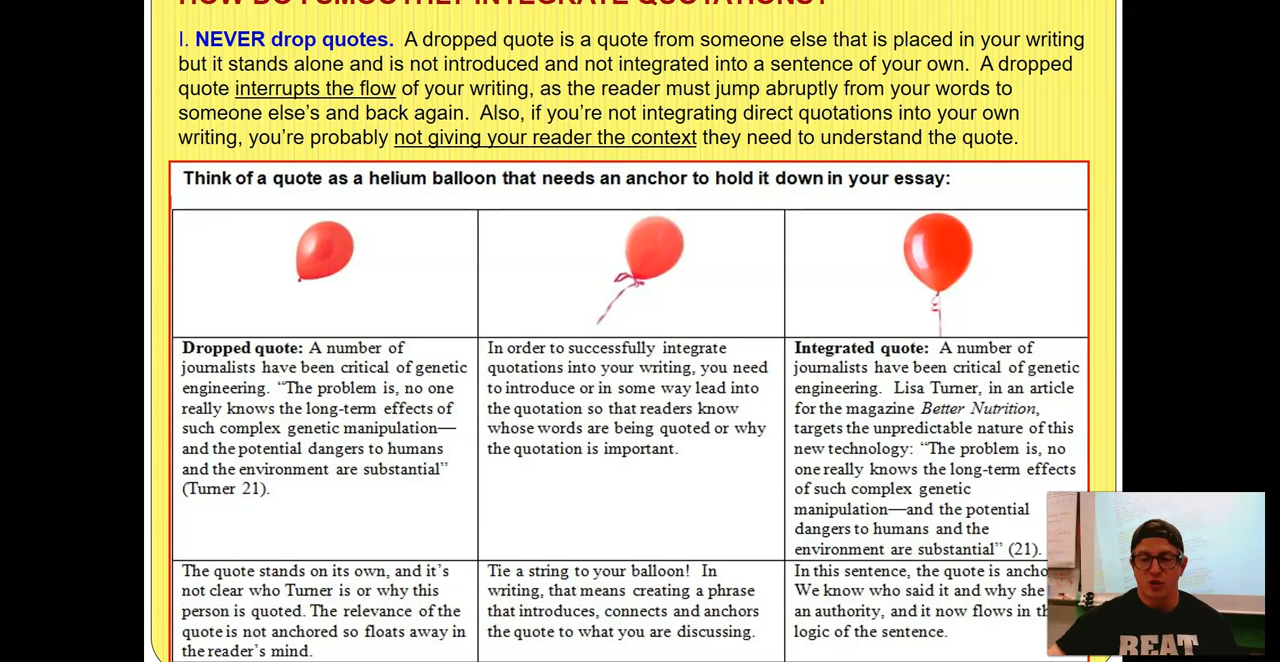 HOW DO I SMOOTHLY INTEGRATE QUOTATIONS?
I. NEVER drop quotes. A dropped quote is a quote from someone else that is placed in your writing
but it stands alone and is not introduced and not integrated into a sentence of your own. A dropped
quote interrupts the flow of your writing, as the reader must jump abruptly from your words to
someone else's and back again. Also, if you're not integrating direct quotations into your own
writing, you're probably not giving your reader the context they need to understand the quote.
Think of a quote as a helium balloon that needs an anchor to hold it down in your essay:
Dropped quote: A number of
journalists have been critical of genetic
engineering. “The problem is, no one
really knows the long-term effects of
such complex genetic manipulation—
and the potential dangers to humans
and the environment are substantial”
(Turner 21).
In order to successfully integrate
quotations into your writing, you need
to introduce or in some way lead into
the quotation so that readers know
whose words are being quoted or why
the quotation is important.
Integrated quote: A number of
journalists have been critical of genetic
engineering. Lisa Turner, in an article
for the magazine Better Nutrition,
targets the unpredictable nature of this
new technology: “The problem is, no
one really knows the long-term effects
of such complex genetic
manipulation—and the potential
dangers to humans and the
environment are substantial” (21).
The quote stands on its own, and it's
not clear who Turner is or why this
person is quoted. The relevance of the
quote is not anchored so floats away in
the reader's mind.
Tie a string to your balloon! In
writing, that means creating a phrase
that introduces, connects and anchors
the quote to what you are discussing.
In this sentence, the quote is ancho
We know who said it and why she
an authority, and it now flows in th
logic of the sentence.
BEAT